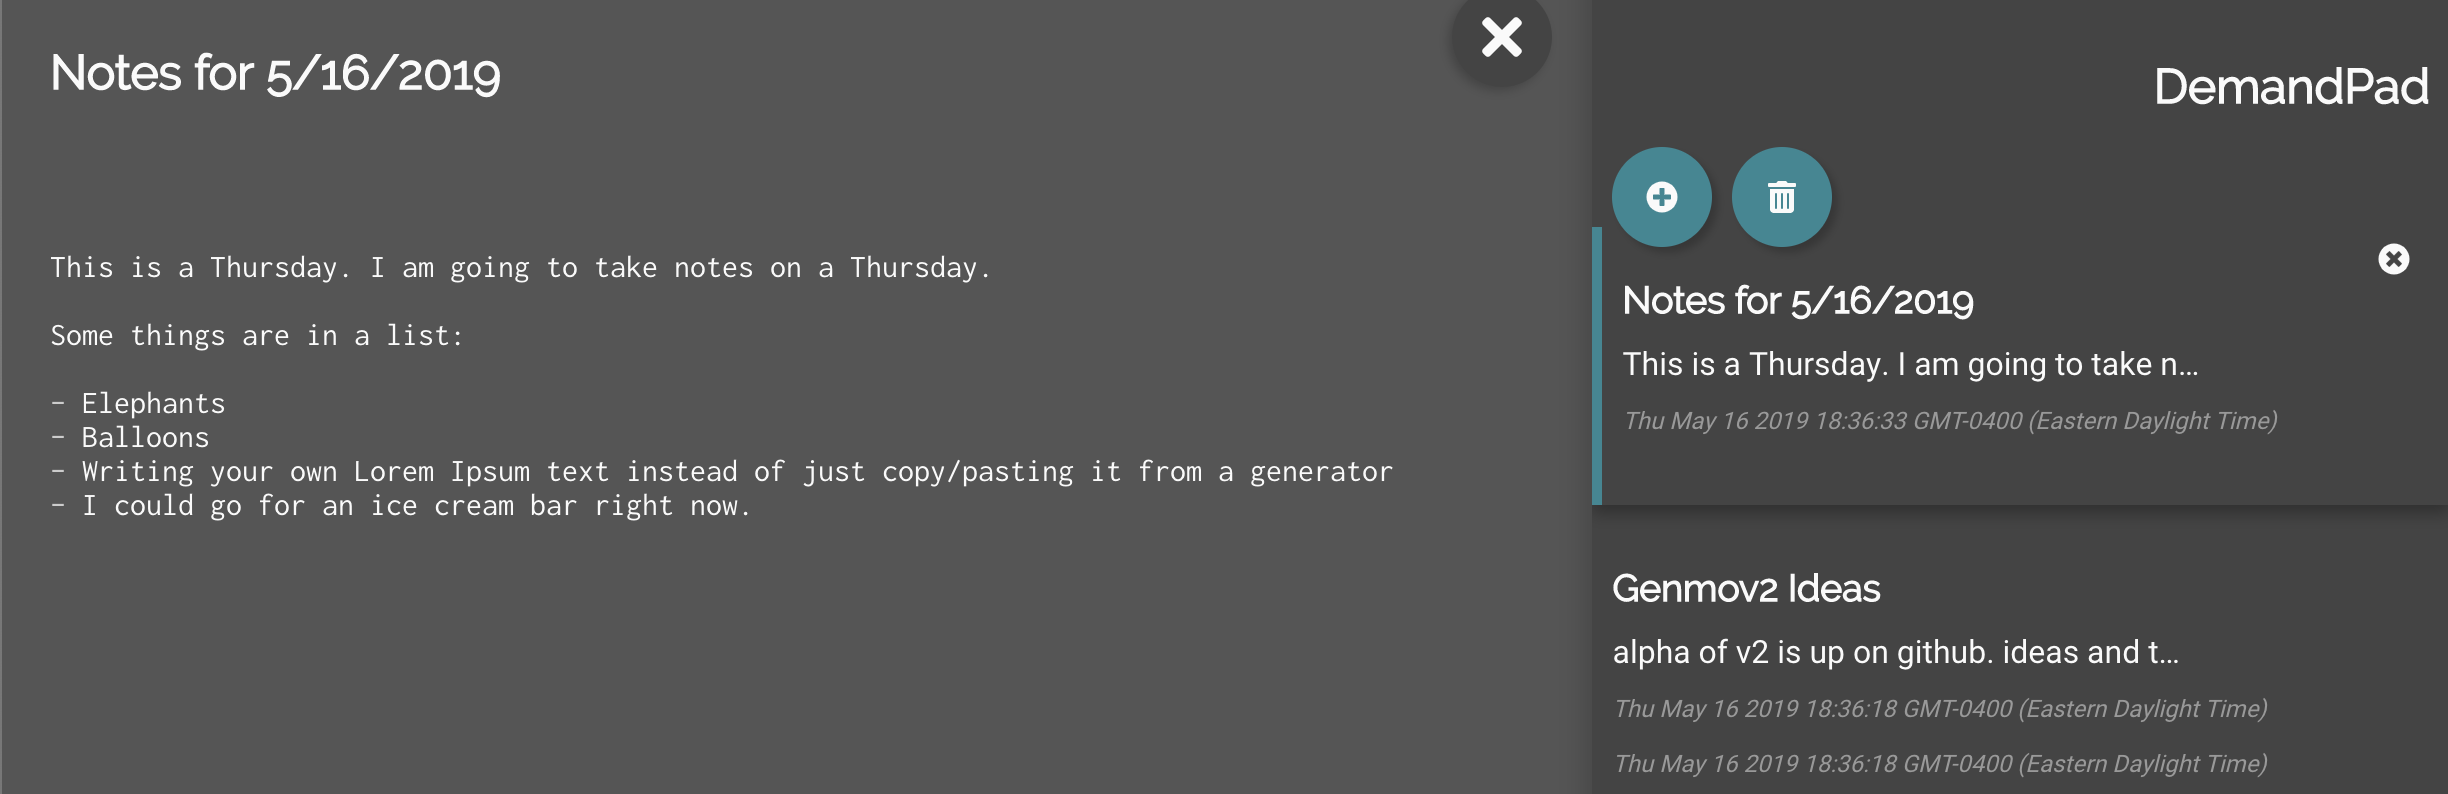 Notes for 5/16/2019
This is a Thursday. I am going to take notes on a Thursday.
Some things are in a list:
- Elephants
- Balloons
- Writing your own Lorem Ipsum text instead of just copy/pasting it from a generator
- I could go for an ice cream bar right now.
DemandPad
Notes for 5/16/2019
This is a Thursday. I am going to take n...
Thu May 16 2019 18:36:33 GMT-0400 (Eastern Daylight Time)
Genmov2 Ideas
alpha of v2 is up on github. ideas and t...
Thu May 16 2019 18:36:18 GMT-0400 (Eastern Daylight Time)
Thu May 16 2019 18:36:18 GMT-0400 (Eastern Daylight Time)